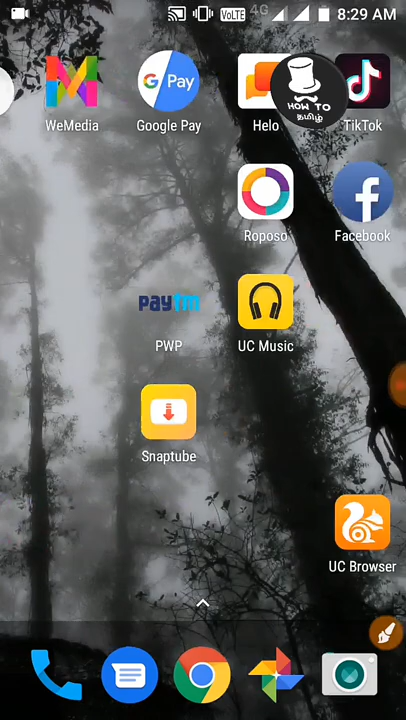 VoLTE 4G 8:29 AM
G Pay
HOW TO
தமிழ்
WeMedia Google Pay Helo TikTok
Roposo Facebook
paytm
PWP UC Music
Snaptube
UC Browser